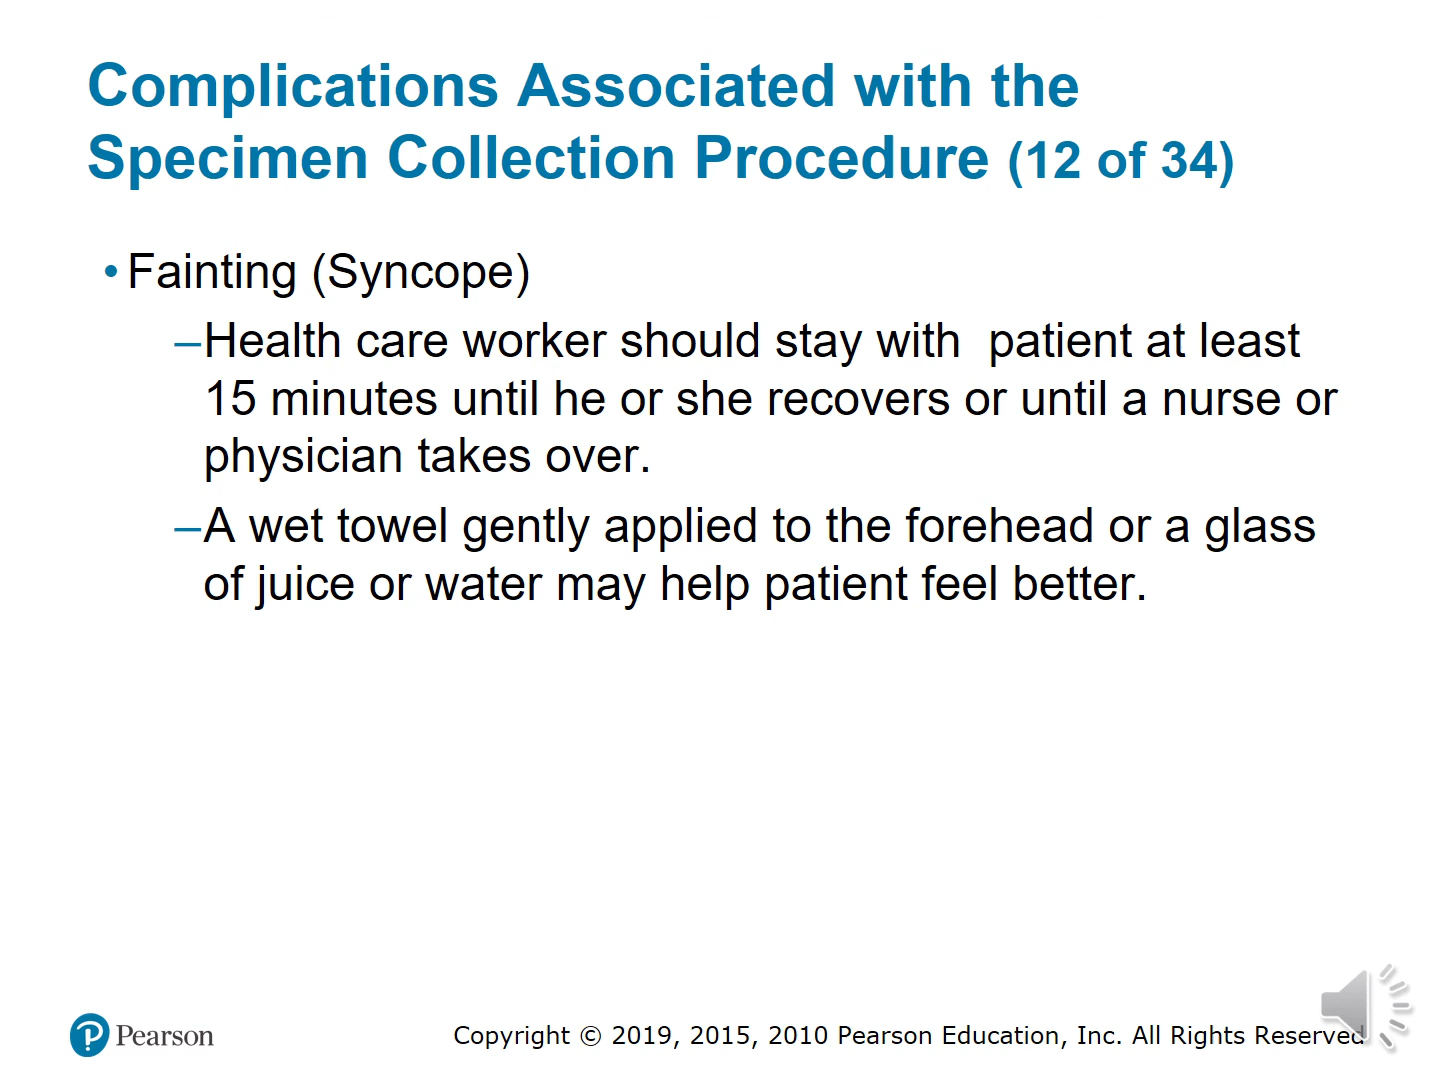 Complications Associated with the
Specimen Collection Procedure (12 of 34)
• Fainting (Syncope)
–Health care worker should stay with  patient at least
15 minutes until he or she recovers or until a nurse or
physician takes over.
–A wet towel gently applied to the forehead or a glass
of juice or water may help patient feel better.
Pearson
Copyright © 2019, 2015, 2010 Pearson Education, Inc. All Rights Reserved